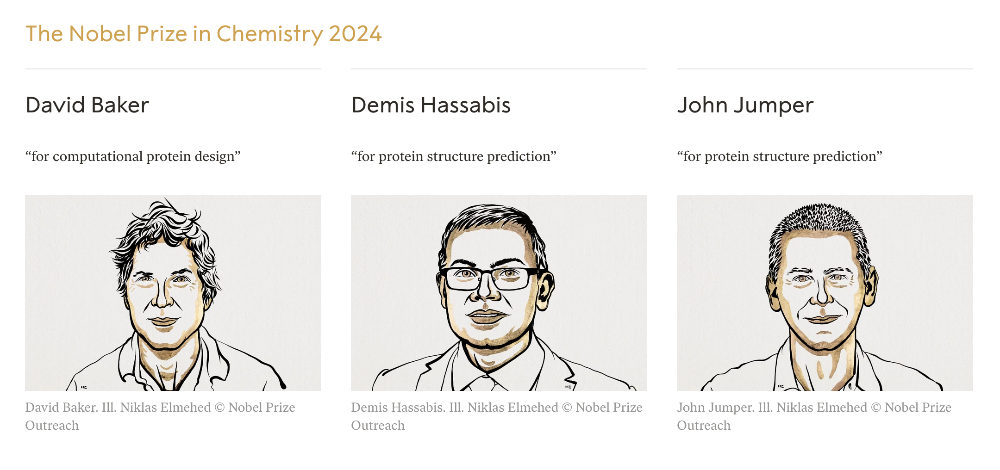 The Nobel Prize in Chemistry 2024
David Baker
“for computational protein design”
David Baker. Ill. Niklas Elmehed © Nobel Prize
Outreach
Demis Hassabis
“for protein structure prediction”
Demis Hassabis. Ill. Niklas Elmehed © Nobel Prize
Outreach
John Jumper
“for protein structure prediction”
John Jumper. Ill. Niklas Elmehed © Nobel Prize
Outreach